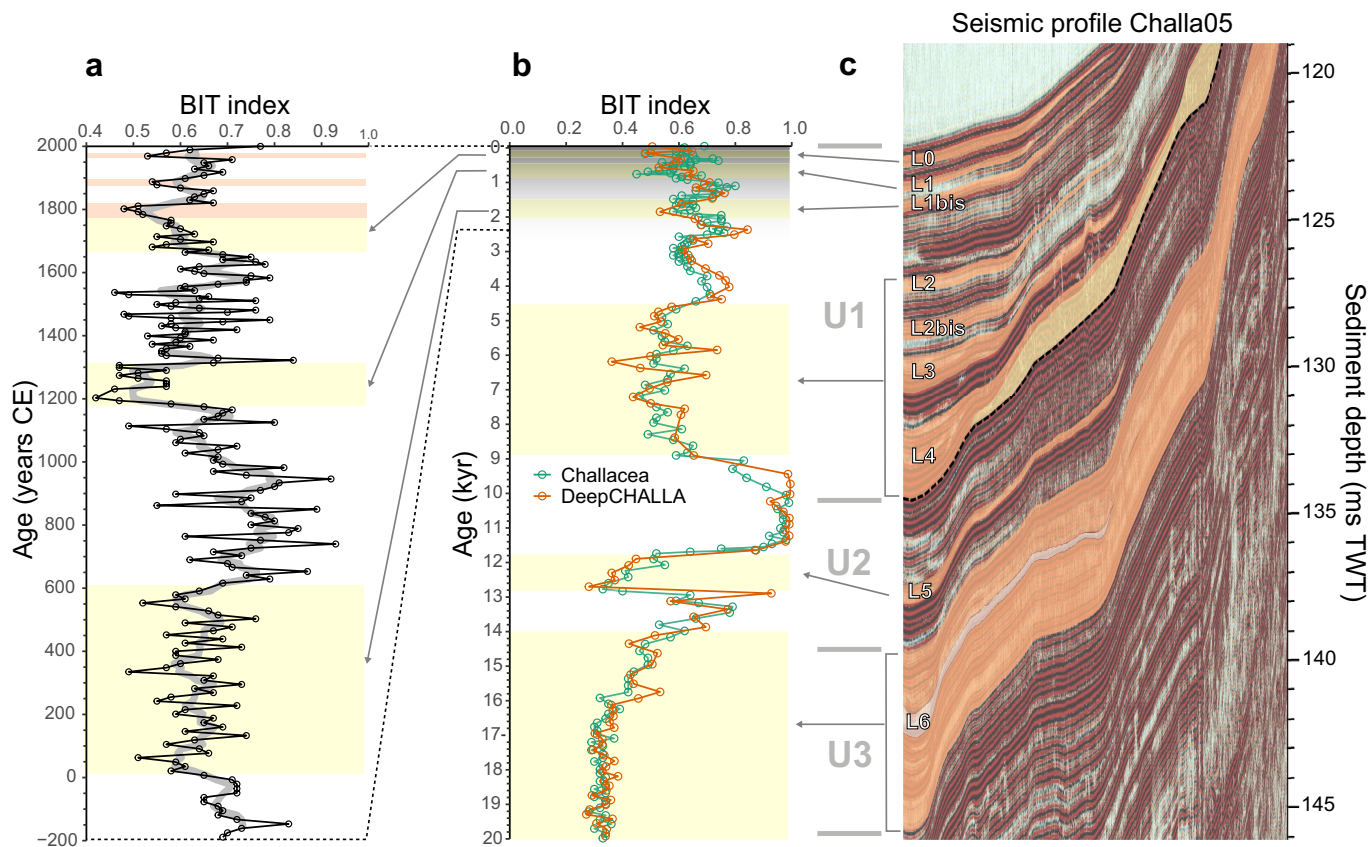 Seismic profile Challa05
a
b
c
BIT index
BIT index
0.4 0.5 0.6 0.7 0.8 0.9 1.0
0.0 0.2 0.4 0.6 0.8 1.0
Age (years CE)
2000
1800
1600
1400
1200
1000
800
600
400
200
0
−200
Age (kyr)
0
1
2
3
4
5
6
7
8
9
10
11
12
13
14
15
16
17
18
19
20
Challacea
DeepCHALLA
U1
U2
U3
L0
L1
L1bis
L2
L2bis
L3
L4
L5
L6
120
125
130
135
140
145
Sediment depth (ms TWT)